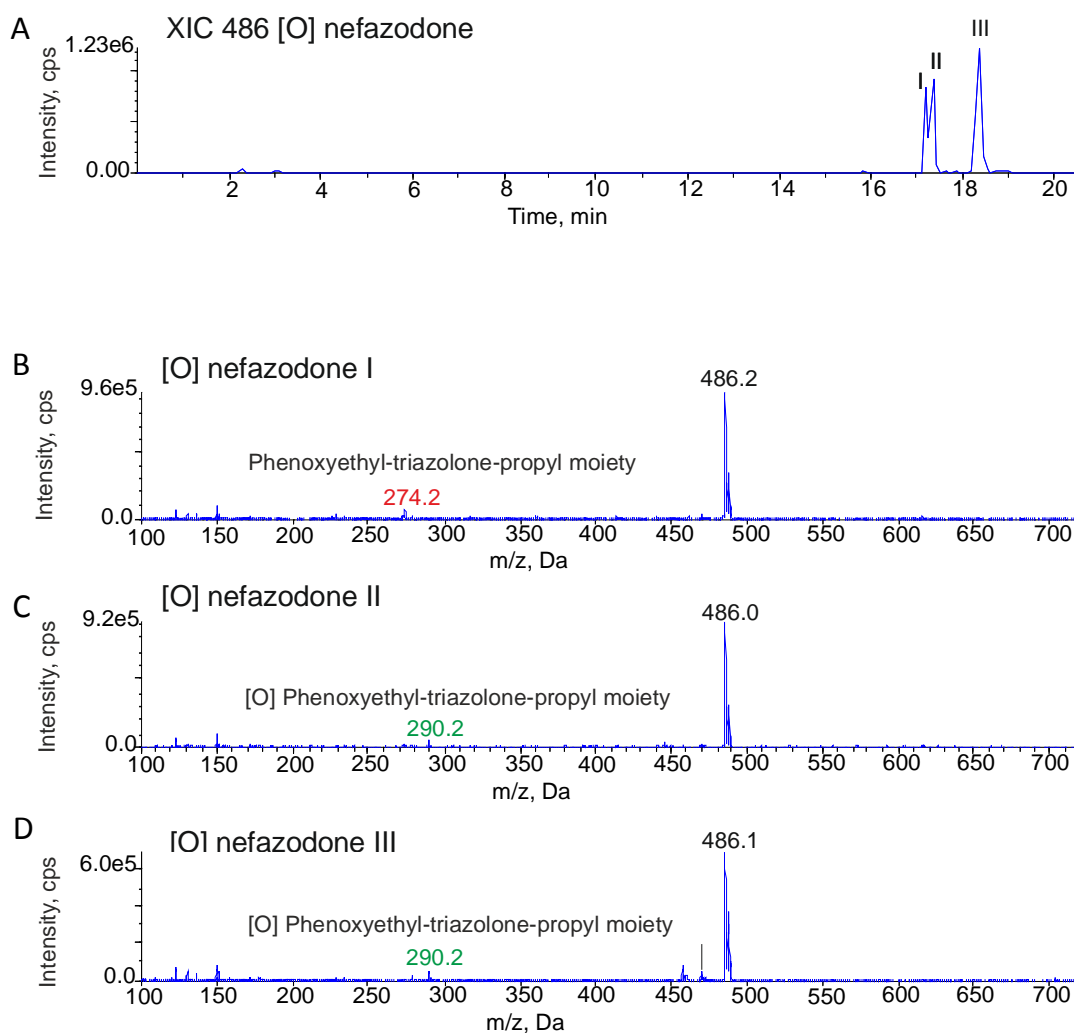 A
XIC 486 [O] nefazodone
1.23e6
0.00
Intensity, cps
I
II
III
2 4 6 8 10 12 14 16 18 20
Time, min
B
[O] nefazodone I
9.6e5
0.0
Intensity, cps
486.2
Phenoxyethyl-triazolone-propyl moiety
274.2
100 150 200 250 300 350 400 450 500 550 600 650 700
m/z, Da
C
[O] nefazodone II
9.2e5
0.0
Intensity, cps
486.0
[O] Phenoxyethyl-triazolone-propyl moiety
290.2
100 150 200 250 300 350 400 450 500 550 600 650 700
m/z, Da
D
[O] nefazodone III
6.0e5
0.0
Intensity, cps
486.1
[O] Phenoxyethyl-triazolone-propyl moiety
290.2
100 150 200 250 300 350 400 450 500 550 600 650 700
m/z, Da